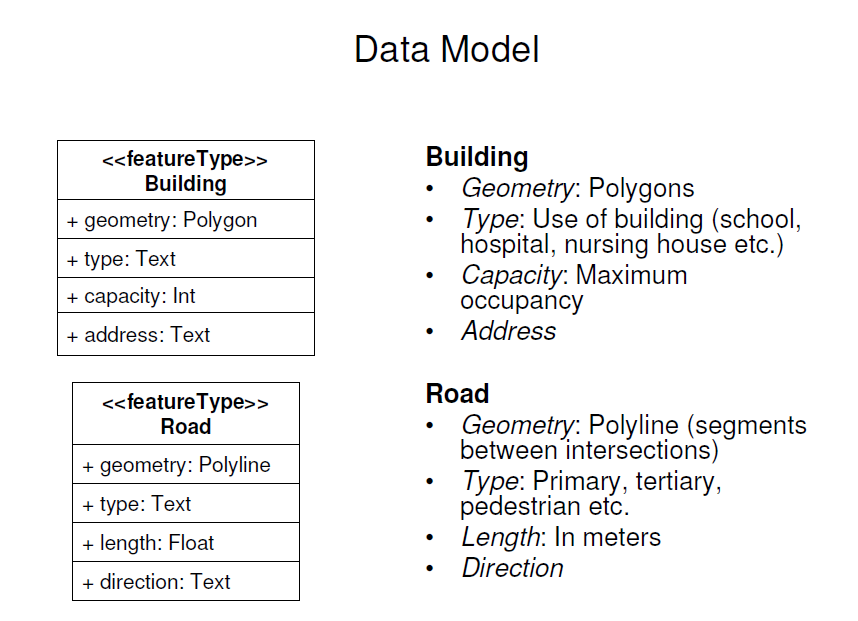 Data Model
<<featureType>>
Building
+ geometry: Polygon
+ type: Text
+ capacity: Int
+ address: Text
Building
• Geometry: Polygons
• Type: Use of building (school,
hospital, nursing house etc.)
• Capacity: Maximum
occupancy
• Address
<<featureType>>
Road
+ geometry: Polyline
+ type: Text
+ length: Float
+ direction: Text
Road
• Geometry: Polyline (segments
between intersections)
• Type: Primary, tertiary,
pedestrian etc.
• Length: In meters
• Direction